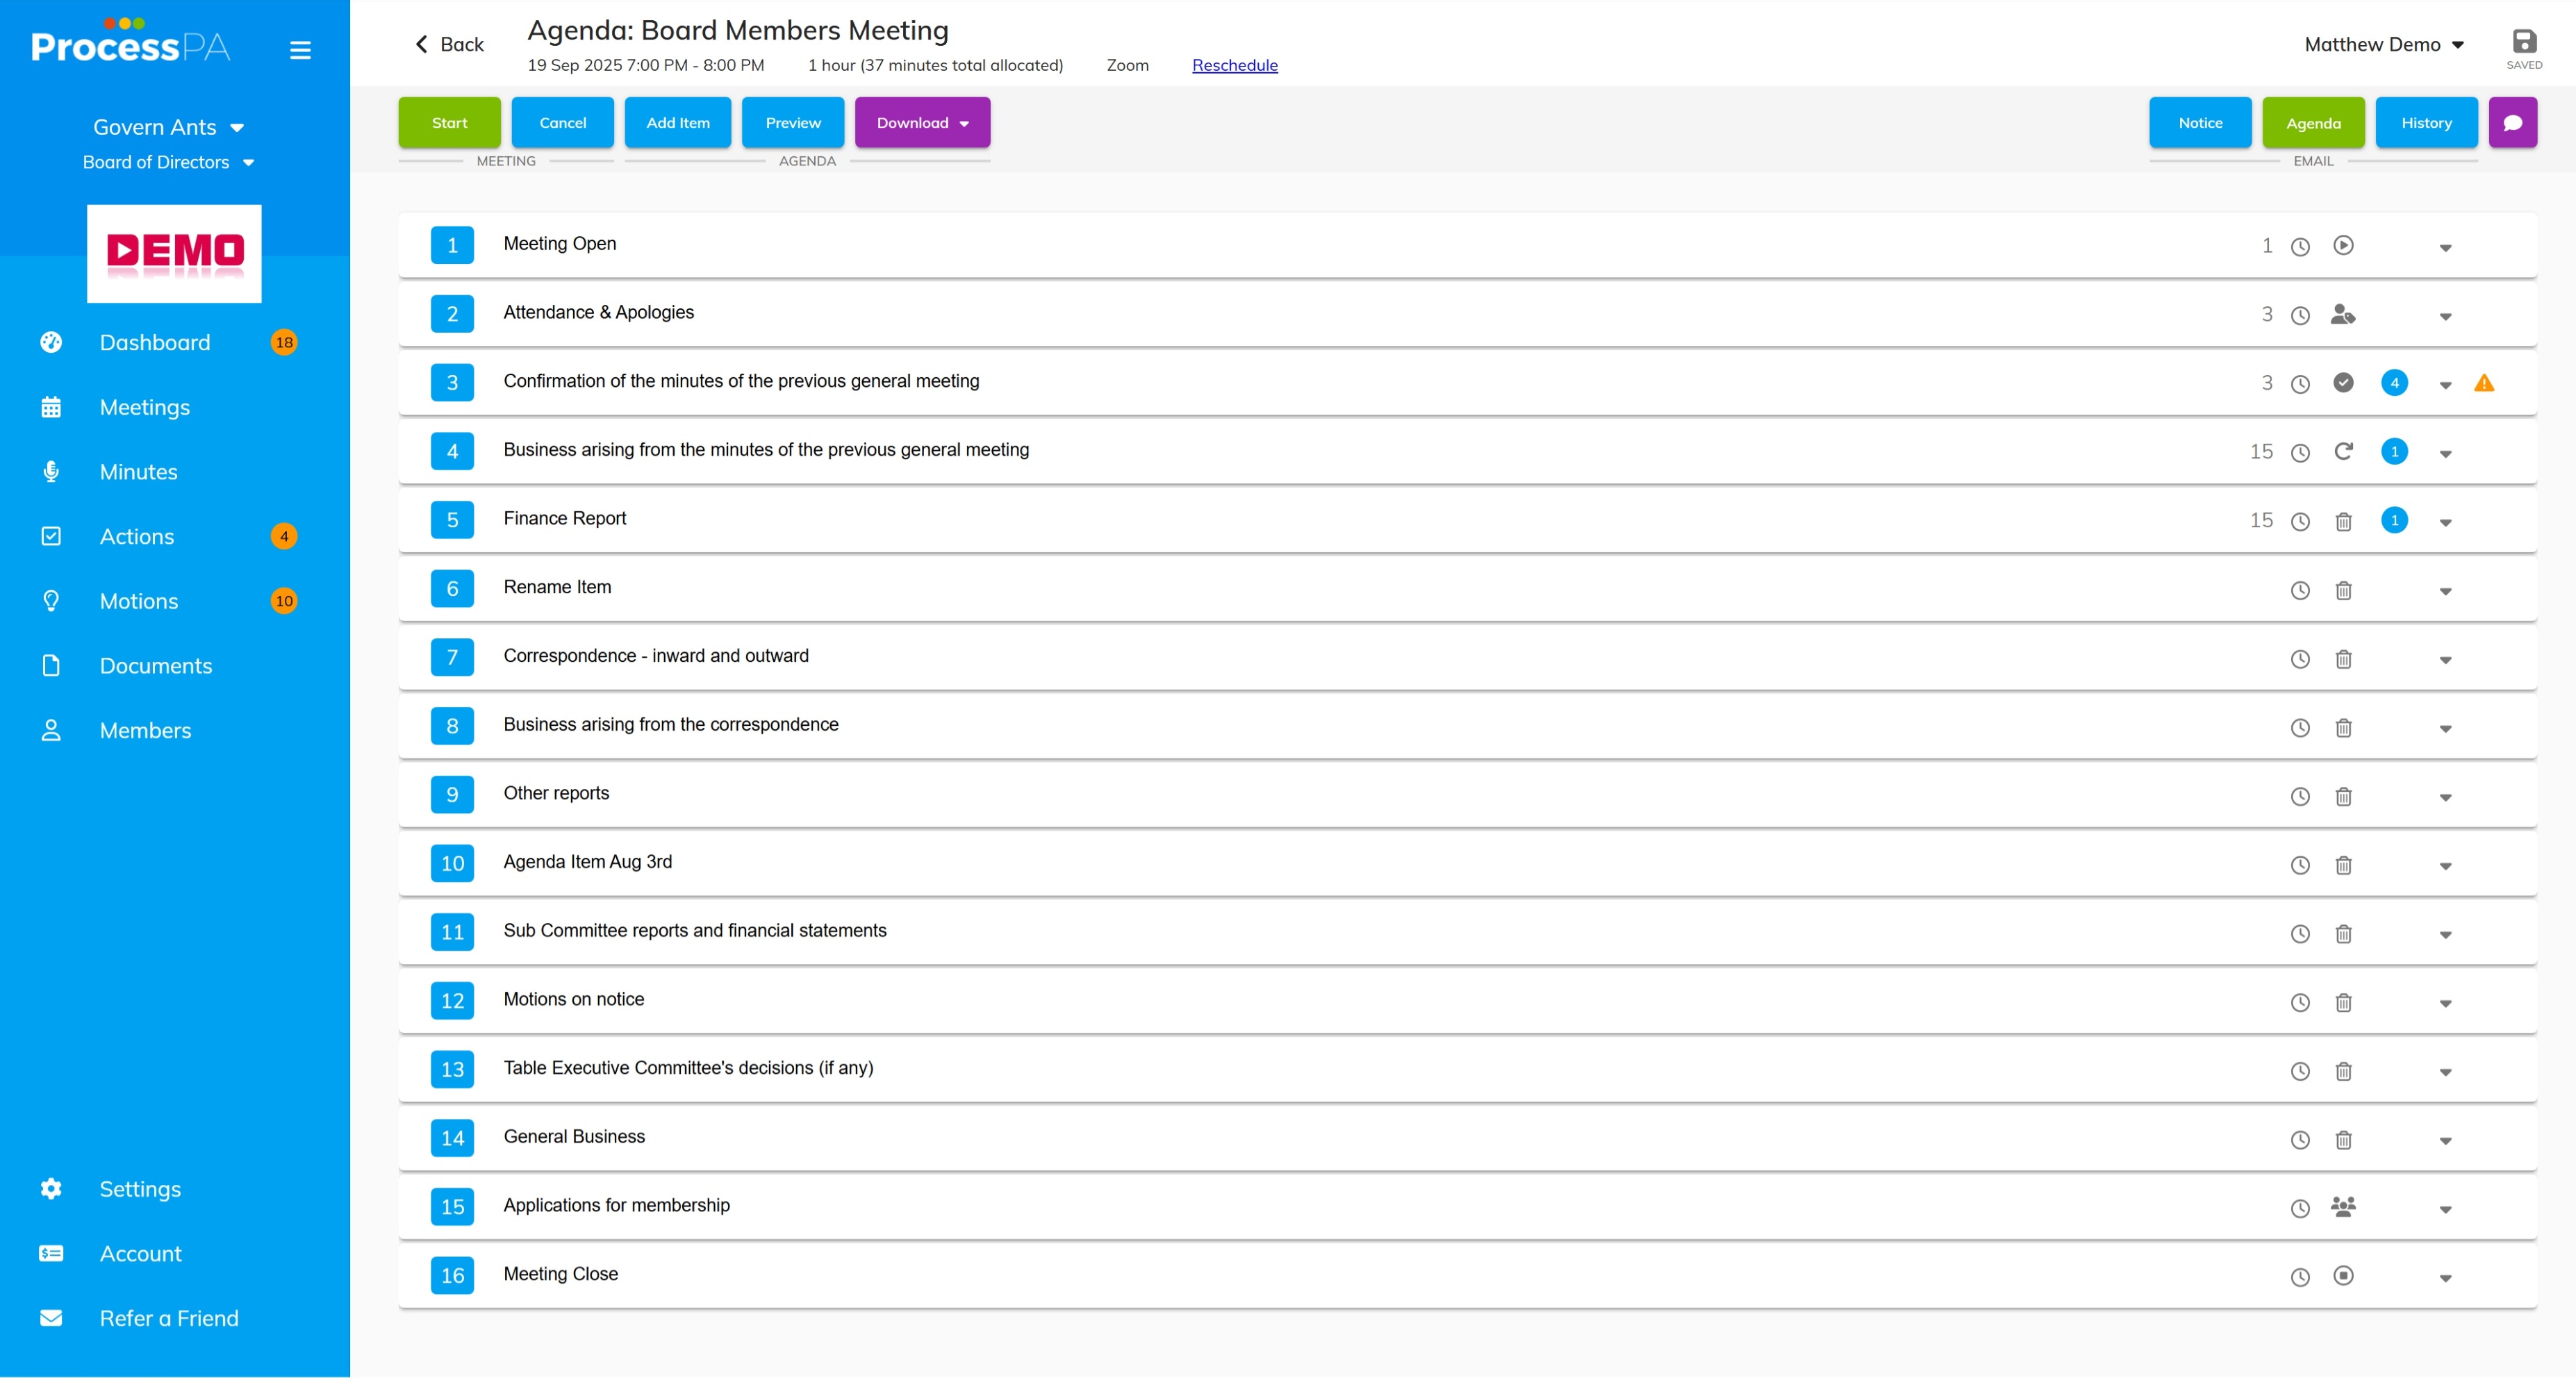 ProcessPA
Govern Ants
Board of Directors
DEMO
Dashboard 18
Meetings
Minutes
Actions 4
Motions 10
Documents
Members
Settings
Account
Refer a Friend
Back
Agenda: Board Members Meeting
19 Sep 2025 7:00 PM - 8:00 PM 1 hour (37 minutes total allocated) Zoom Reschedule
Matthew Demo
SAVED
Start Cancel Add Item Preview Download
MEETING AGENDA
Notice Agenda History
EMAIL
1 Meeting Open 1
2 Attendance & Apologies 3
3 Confirmation of the minutes of the previous general meeting 3 4
4 Business arising from the minutes of the previous general meeting 15 1
5 Finance Report 15 1
6 Rename Item
7 Correspondence - inward and outward
8 Business arising from the correspondence
9 Other reports
10 Agenda Item Aug 3rd
11 Sub Committee reports and financial statements
12 Motions on notice
13 Table Executive Committee's decisions (if any)
14 General Business
15 Applications for membership
16 Meeting Close